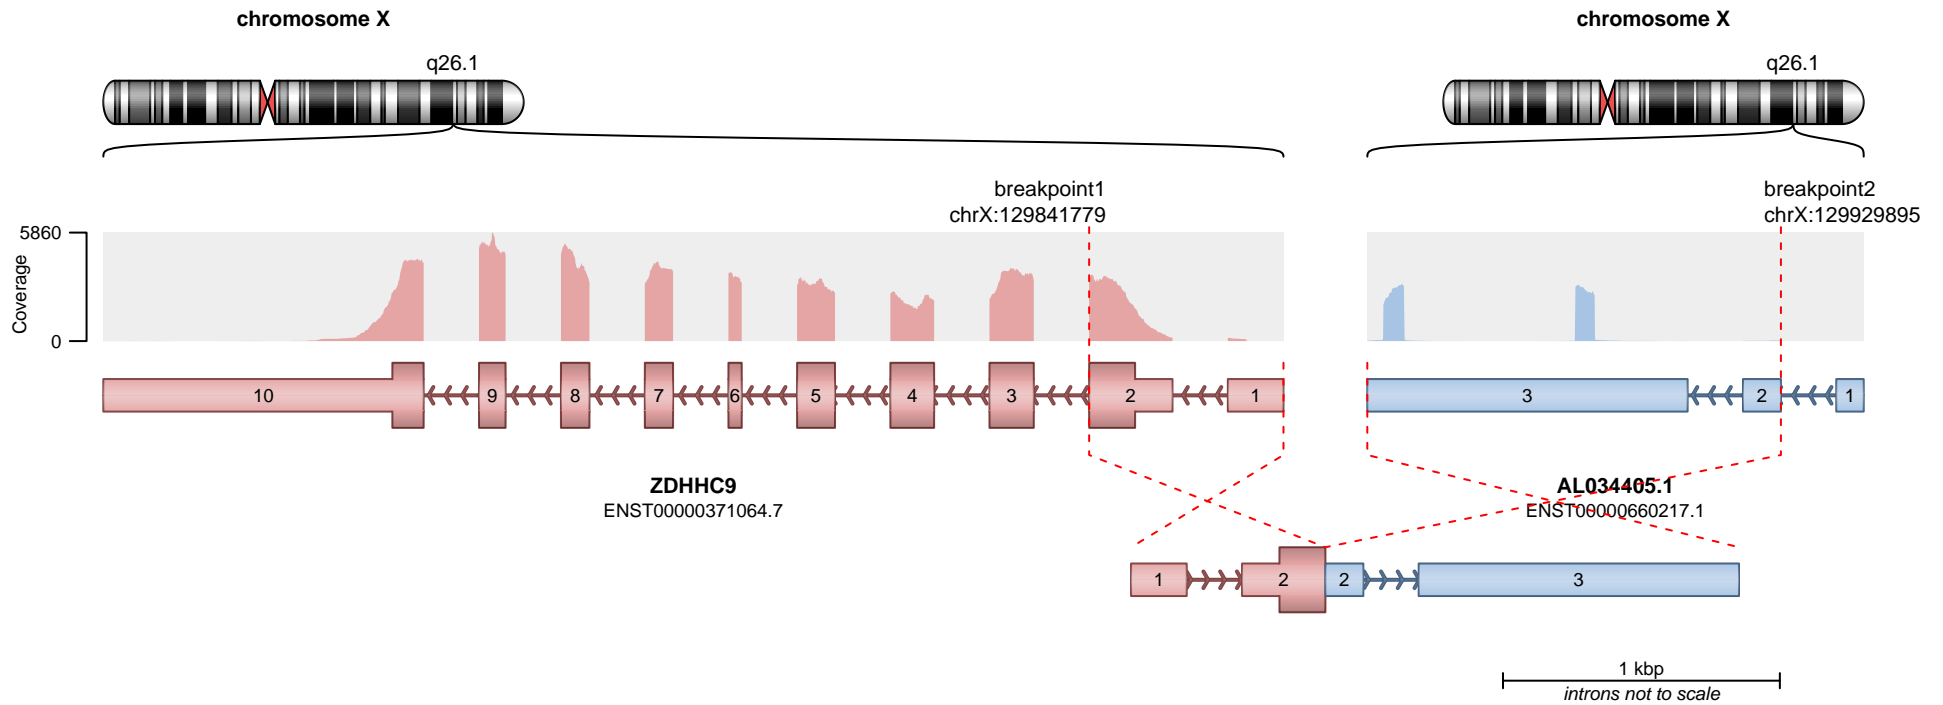 chromosome X
chromosome X
q26.1
q26.1
breakpoint1
chrX:129841779
breakpoint2
chrX:129929895
5860
Coverage
0
10 9 8 7 6 5 4 3 2 1
3 2 1
ZDHHC9
ENST00000371064.7
AL034405.1
ENST00000660217.1
1 2 2 3
1 kbp
introns not to scale